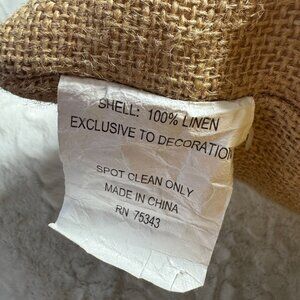 SHELL: 100% LINEN
EXCLUSIVE TO DECORATION
SPOT CLEAN ONLY
MADE IN CHINA
RN 75343